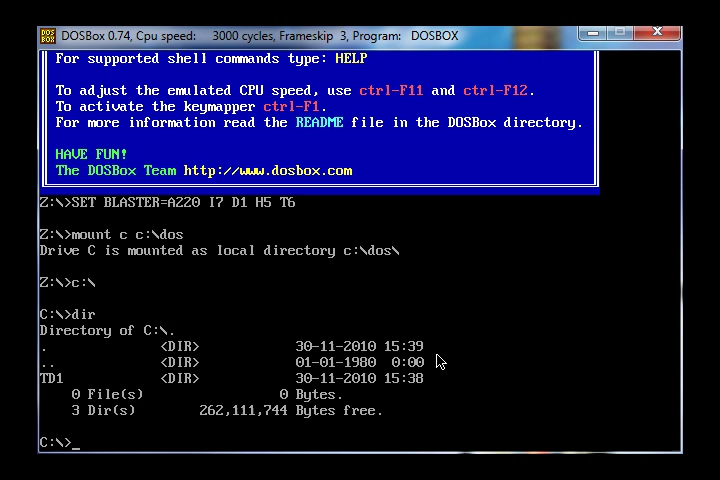 DOS BOX
DOSBox 0.74, Cpu speed: 3000 cycles, Frameskip 3, Program: DOSBOX
For supported shell commands type: HELP
To adjust the emulated CPU speed, use ctrl-F11 and ctrl-F12.
To activate the keymapper ctrl-F1.
For more information read the README file in the DOSBox directory.
HAVE FUN!
The DOSBox Team http://www.dosbox.com
Z:\>SET BLASTER=A220 I7 D1 H5 T6
Z:\>mount c c:\dos
Drive C is mounted as local directory c:\dos\
Z:\>c:\
C:\>dir
Directory of C:\.
. <DIR> 30-11-2010 15:39
.. <DIR> 01-01-1980 0:00
TD1 <DIR> 30-11-2010 15:38
0 File(s) 0 Bytes.
3 Dir(s) 262,111,744 Bytes free.
C:\>_